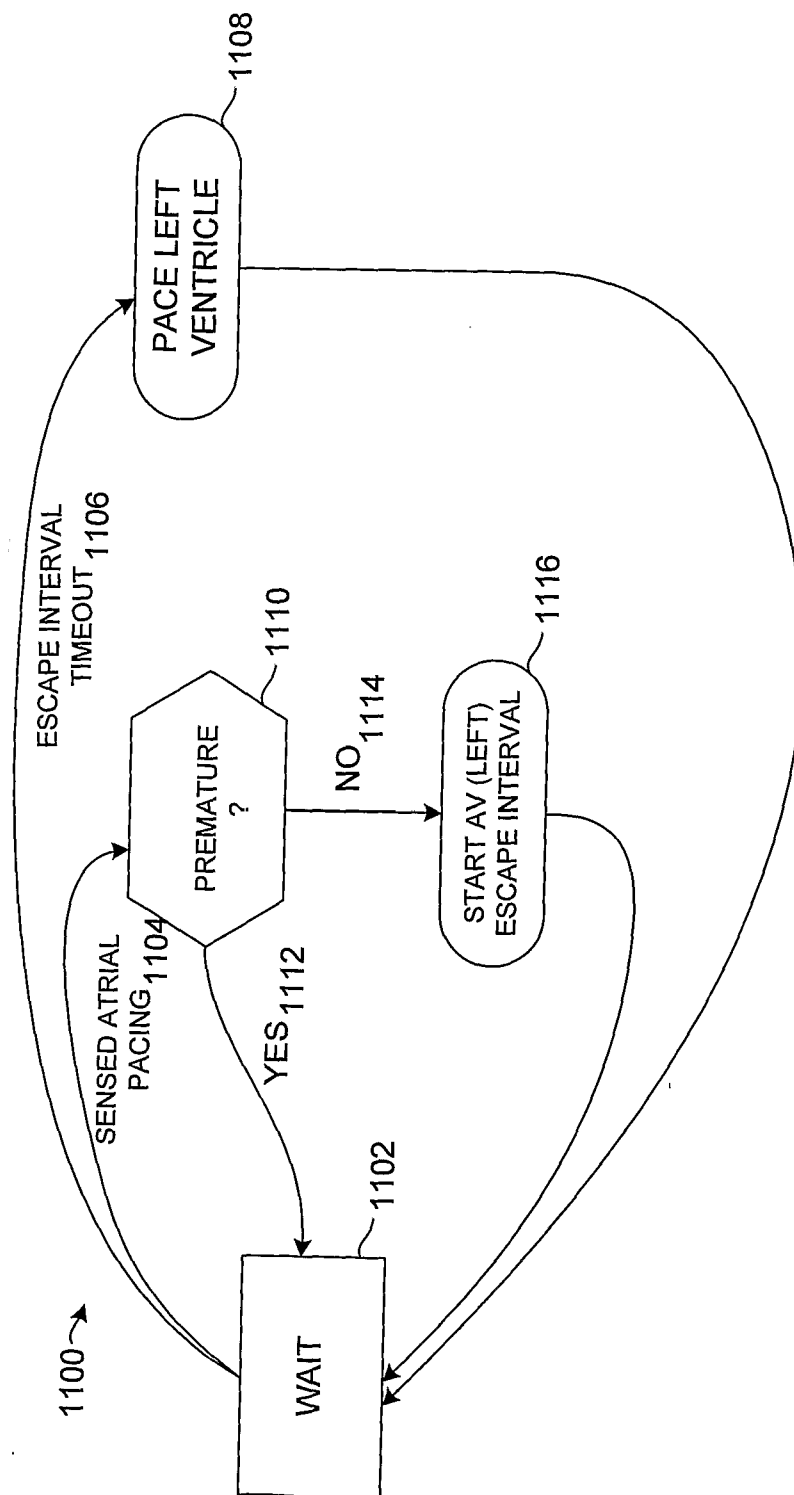 1100
WAIT
1102
SENSED ATRIAL
PACING 1104
ESCAPE INTERVAL
TIMEOUT 1106
PACE LEFT
VENTRICLE
1108
PREMATURE
?
1110
YES 1112
NO 1114
START AV (LEFT)
ESCAPE INTERVAL
1116